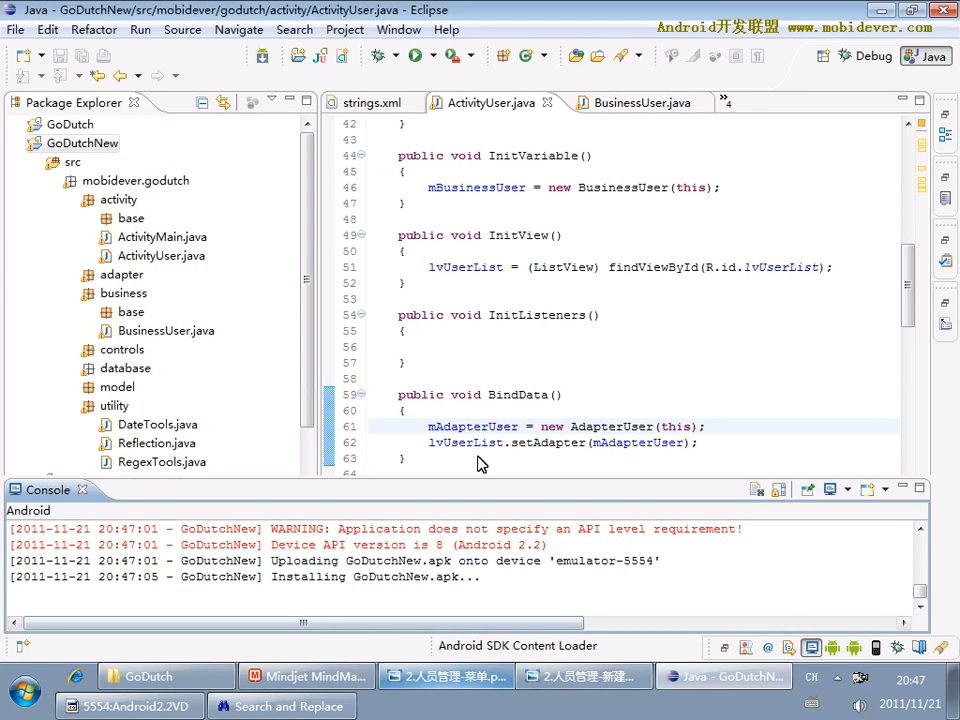 Java - GoDutchNew/src/mobidever/godutch/activity/ActivityUser.java - Eclipse
File Edit Refactor Run Source Navigate Search Project Window Help
Android开发联盟 www.mobidever.com
Debug
Java
Package Explorer
GoDutch
GoDutchNew
src
mobidever.godutch
activity
base
ActivityMain.java
ActivityUser.java
adapter
business
base
BusinessUser.java
controls
database
model
utility
DateTools.java
Reflection.java
RegexTools.java
strings.xml
ActivityUser.java
BusinessUser.java
»4
42 }
43
44 public void InitVariable()
45 {
46 mBusinessUser = new BusinessUser(this);
47 }
48
49 public void InitView()
50 {
51 lvUserList = (ListView) findViewById(R.id.lvUserList);
52 }
53
54 public void InitListeners()
55 {
56
57 }
58
59 public void BindData()
60 {
61 mAdapterUser = new AdapterUser(this);
62 lvUserList.setAdapter(mAdapterUser);
63 }
64
Console
Android
[2011-11-21 20:47:01 - GoDutchNew] WARNING: Application does not specify an API level requirement!
[2011-11-21 20:47:01 - GoDutchNew] Device API version is 8 (Android 2.2)
[2011-11-21 20:47:01 - GoDutchNew] Uploading GoDutchNew.apk onto device 'emulator-5554'
[2011-11-21 20:47:05 - GoDutchNew] Installing GoDutchNew.apk...
Android SDK Content Loader
GoDutch
Mindjet MindMa...
2.人员管理-菜单.p...
2.人员管理-新建...
Java - GoDutchN...
CH
20:47
5554:Android2.2VD
Search and Replace
2011/11/21